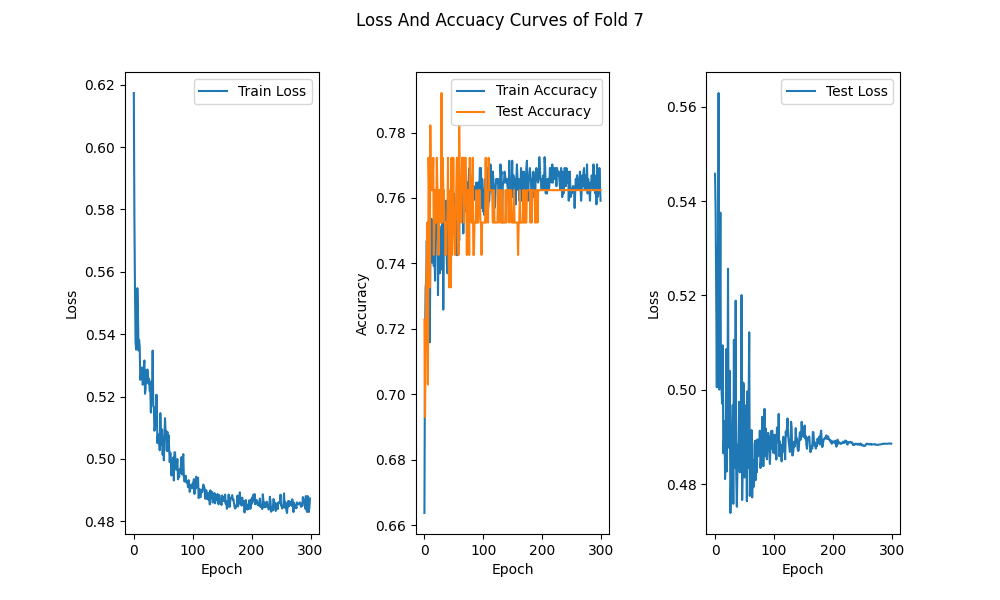 Loss And Accuacy Curves of Fold 7
Train Loss
0.62
0.60
0.58
0.56
0.54
0.52
0.50
0.48
Loss
0 100 200 300
Epoch
Train Accuracy
Test Accuracy
0.78
0.76
0.74
0.72
0.70
0.68
0.66
Accuracy
0 100 200 300
Epoch
Test Loss
0.56
0.54
0.52
0.50
0.48
Loss
0 100 200 300
Epoch